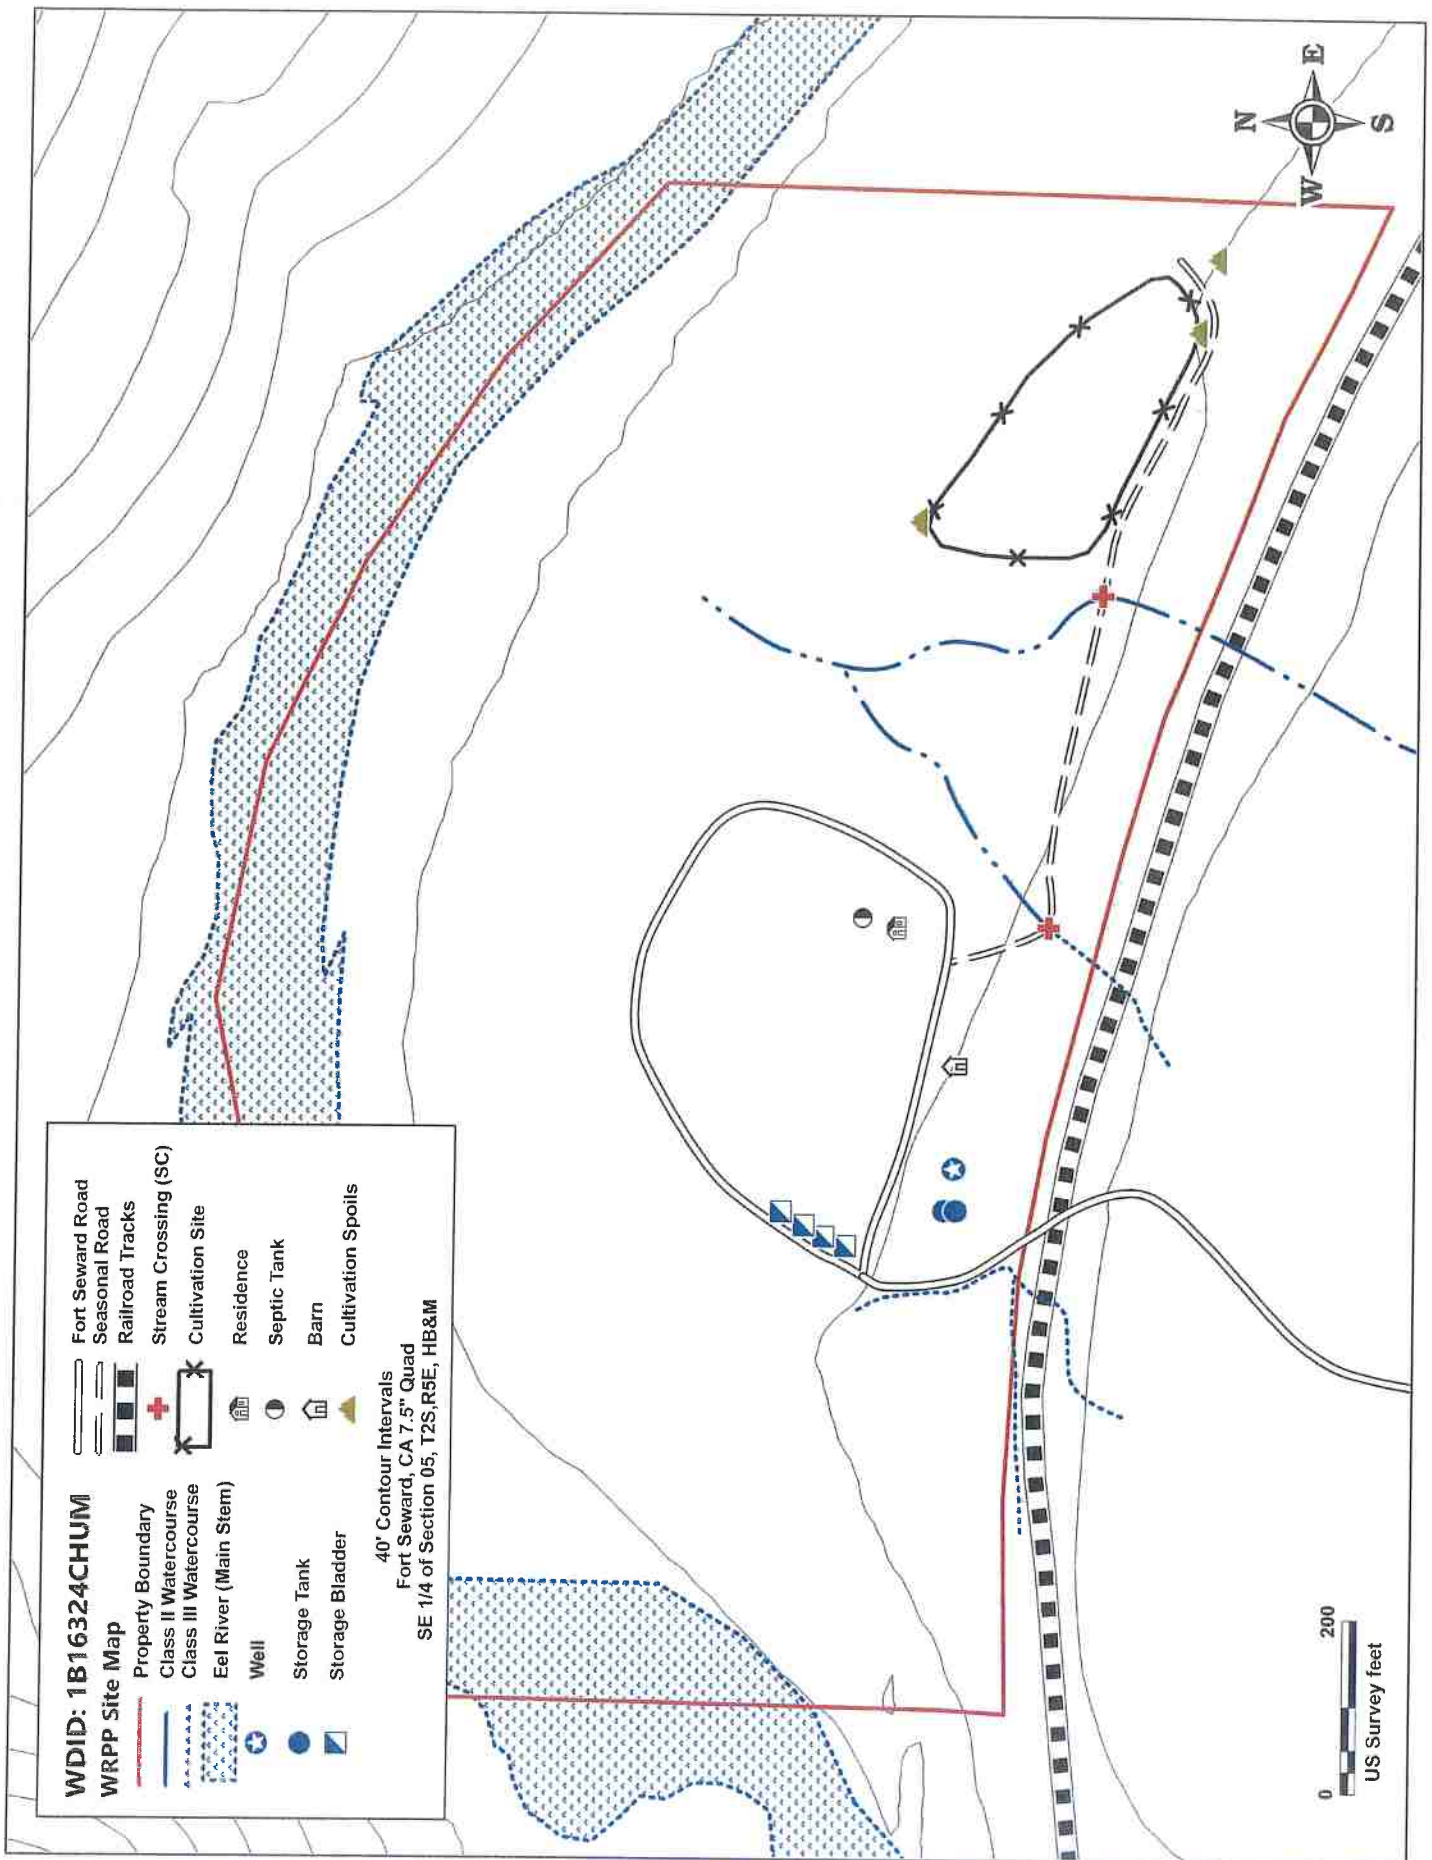 WDID: 1B16324CHUM
WRPP Site Map
Property Boundary
Class II Watercourse
Class III Watercourse
Eel River (Main Stem)
Well
Storage Tank
Storage Bladder
Fort Seward Road
Seasonal Road
Railroad Tracks
Stream Crossing (SC)
Cultivation Site
Residence
Septic Tank
Barn
Cultivation Spoils
40' Contour Intervals
Fort Seward, CA 7.5" Quad
SE 1/4 of Section 05, T2S,R5E, HB&M
0 200
US Survey feet
N
W E
S